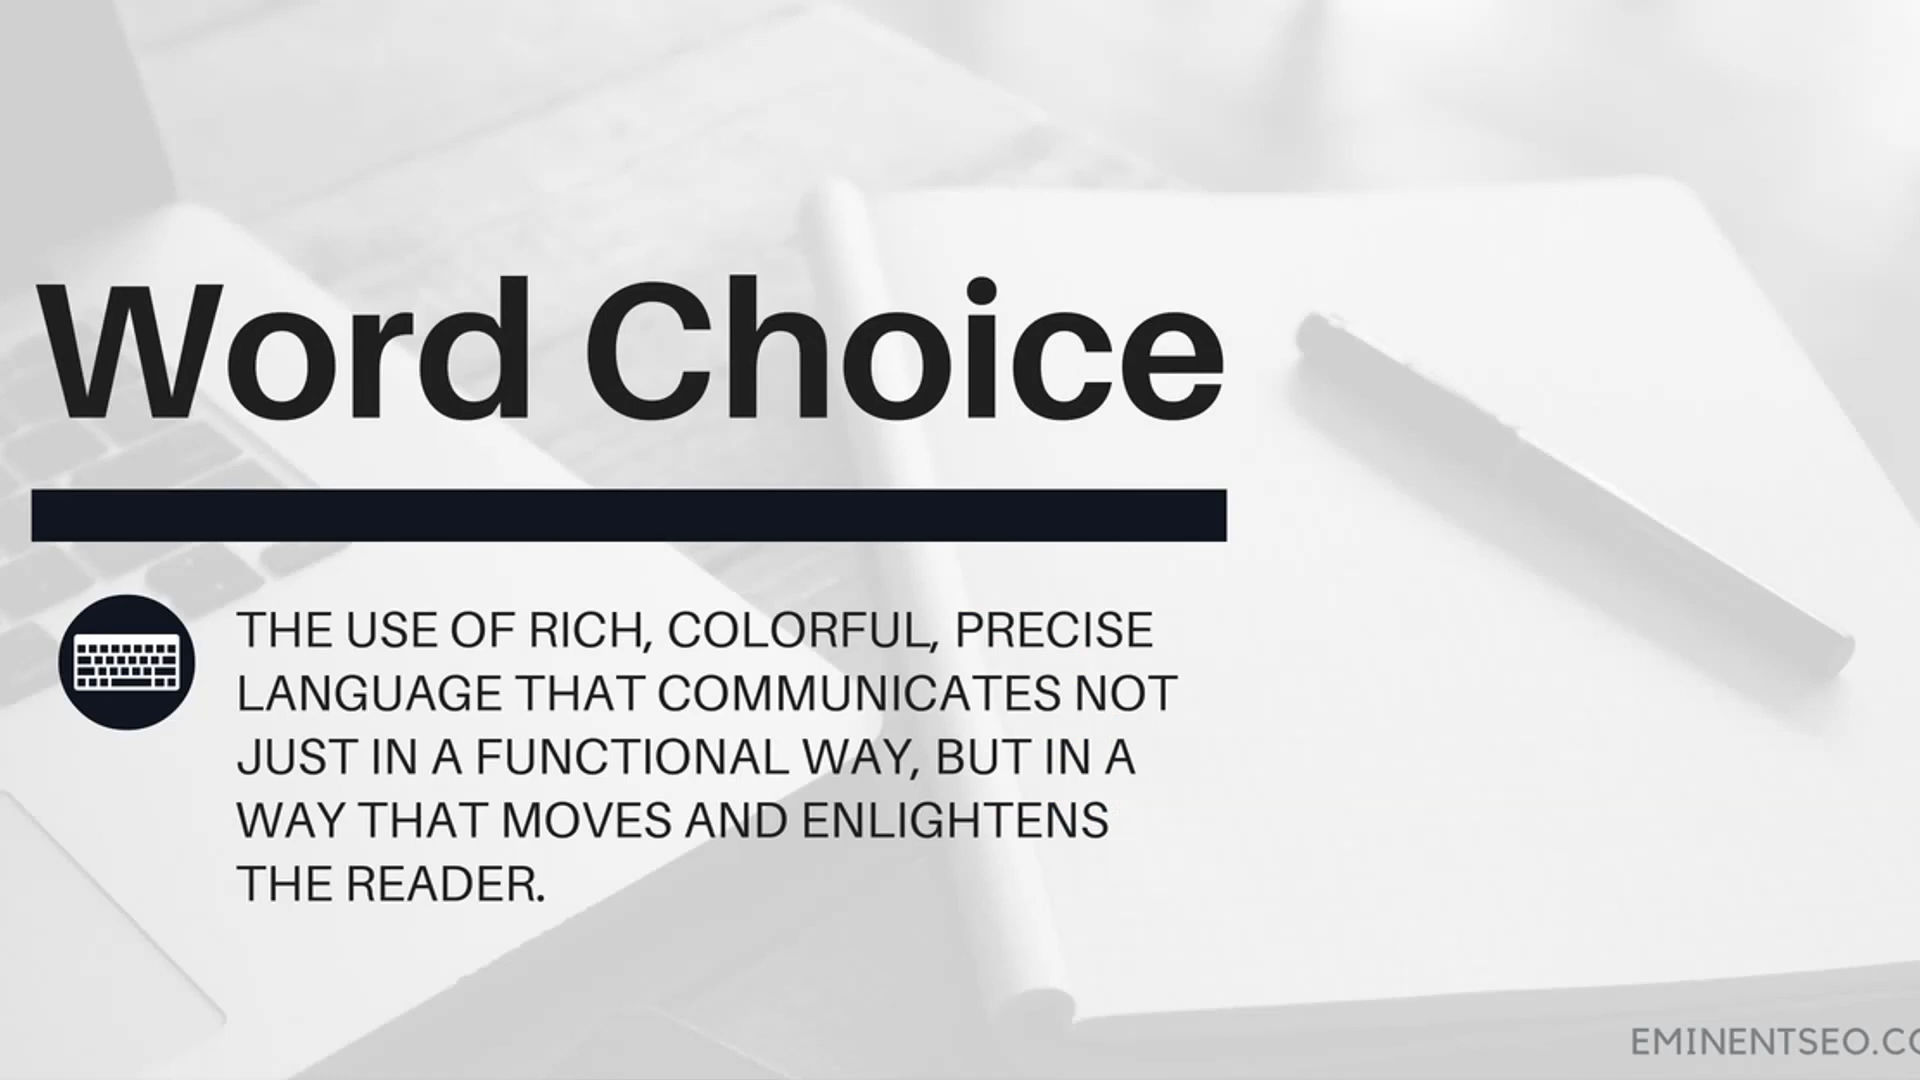 Word Choice
THE USE OF RICH, COLORFUL, PRECISE
LANGUAGE THAT COMMUNICATES NOT
JUST IN A FUNCTIONAL WAY, BUT IN A
WAY THAT MOVES AND ENLIGHTENS
THE READER.
EMINENTSEO.CO